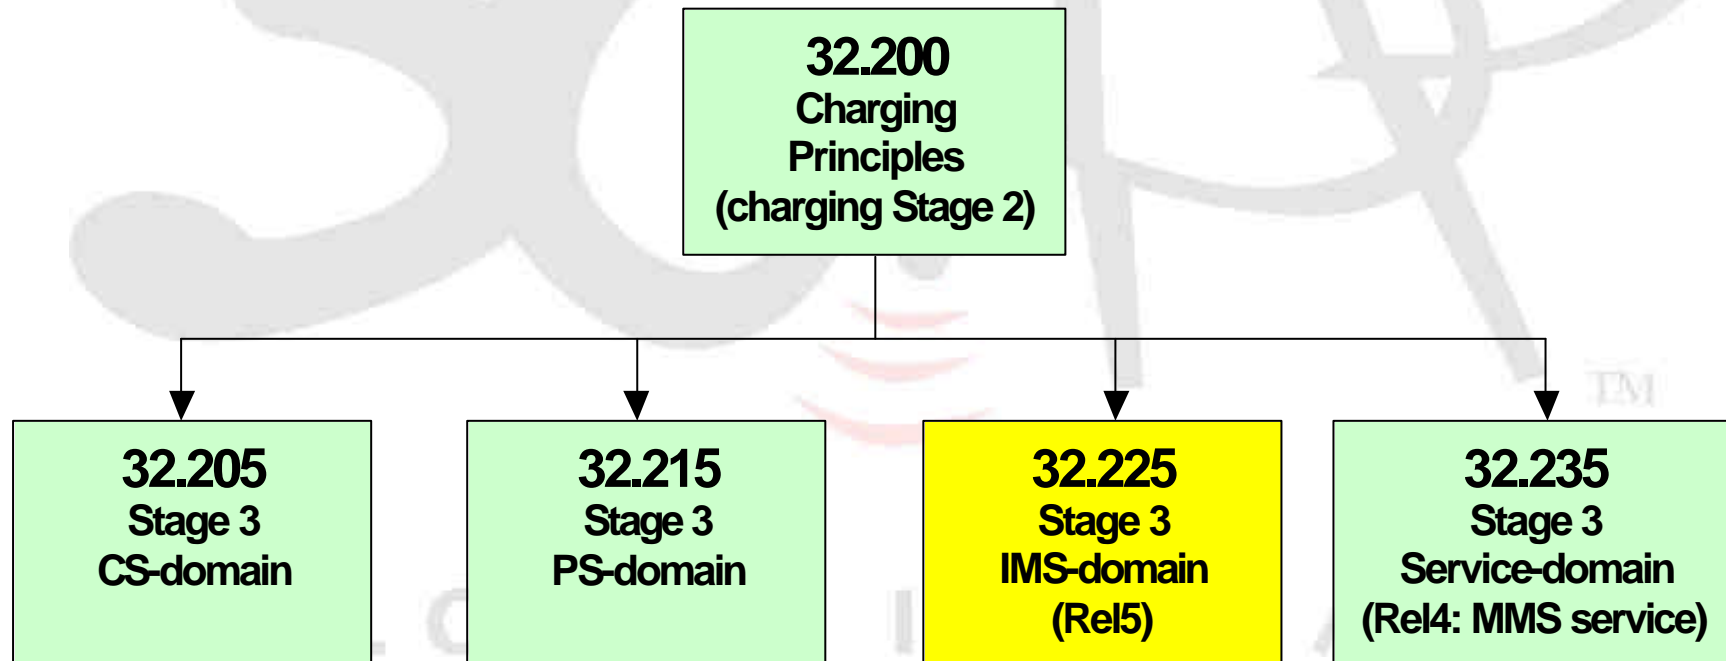 32.200
Charging
Principles
(charging Stage 2)
TM
32.205
Stage 3
CS-domain
32.215
Stage 3
PS-domain
32.225
Stage 3
IMS-domain
(Rel5)
32.235
Stage 3
Service-domain
(Rel4: MMS service)